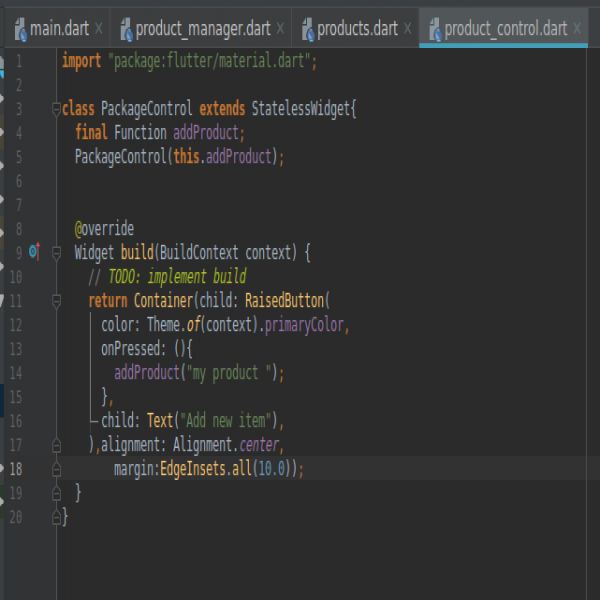 main.dart product_manager.dart products.dart product_control.dart
1 import "package:flutter/material.dart";
2
3 class PackageControl extends StatelessWidget{
4 final Function addProduct;
5 PackageControl(this.addProduct);
6
7
8 @override
9 Widget build(BuildContext context) {
10 // TODO: implement build
11 return Container(child: RaisedButton(
12 color: Theme.of(context).primaryColor,
13 onPressed: (){
14 addProduct("my product ");
15 },
16 child: Text("Add new item"),
17 ),alignment: Alignment.center,
18 margin:EdgeInsets.all(10.0));
19 }
20 }